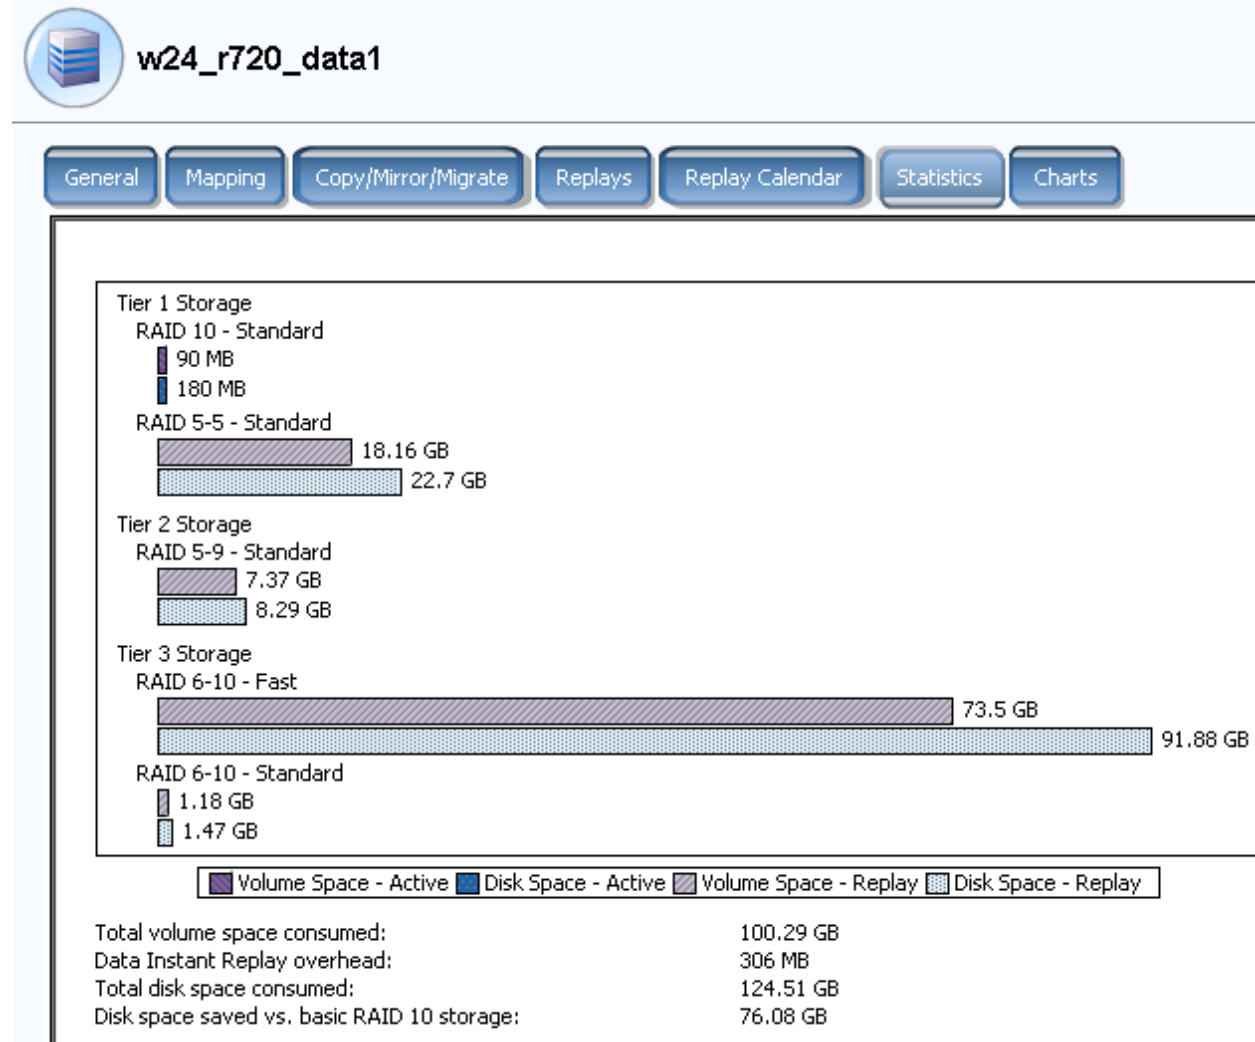 w24_r720_data1
General Mapping Copy/Mirror/Migrate Replays Replay Calendar Statistics Charts
Tier 1 Storage
RAID 10 - Standard
90 MB
180 MB
RAID 5-5 - Standard
18.16 GB
22.7 GB
Tier 2 Storage
RAID 5-9 - Standard
7.37 GB
8.29 GB
Tier 3 Storage
RAID 6-10 - Fast
73.5 GB
91.88 GB
RAID 6-10 - Standard
1.18 GB
1.47 GB
Volume Space - Active Disk Space - Active Volume Space - Replay Disk Space - Replay
Total volume space consumed: 100.29 GB
Data Instant Replay overhead: 306 MB
Total disk space consumed: 124.51 GB
Disk space saved vs. basic RAID 10 storage: 76.08 GB